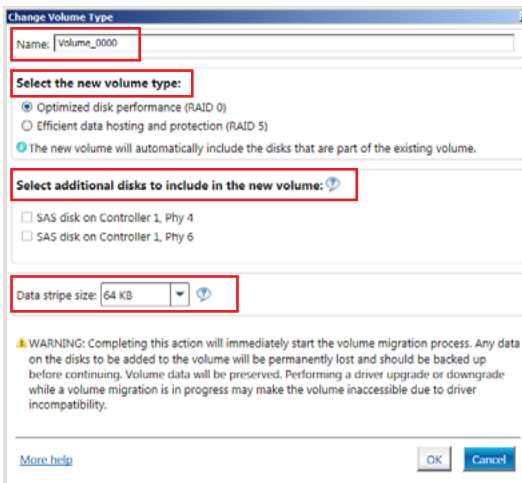 Change Volume Type
Name: Volume_0000
Select the new volume type:
Optimized disk performance (RAID 0)
Efficient data hosting and protection (RAID 5)
The new volume will automatically include the disks that are part of the existing volume.
Select additional disks to include in the new volume:
SAS disk on Controller 1, Phy 4
SAS disk on Controller 1, Phy 6
Data stripe size: 64 KB
WARNING: Completing this action will immediately start the volume migration process. Any data
on the disks to be added to the volume will be permanently lost and should be backed up
before continuing. Volume data will be preserved. Performing a driver upgrade or downgrade
while a volume migration is in progress may make the volume inaccessible due to driver
incompatibility.
More help
OK
Cancel